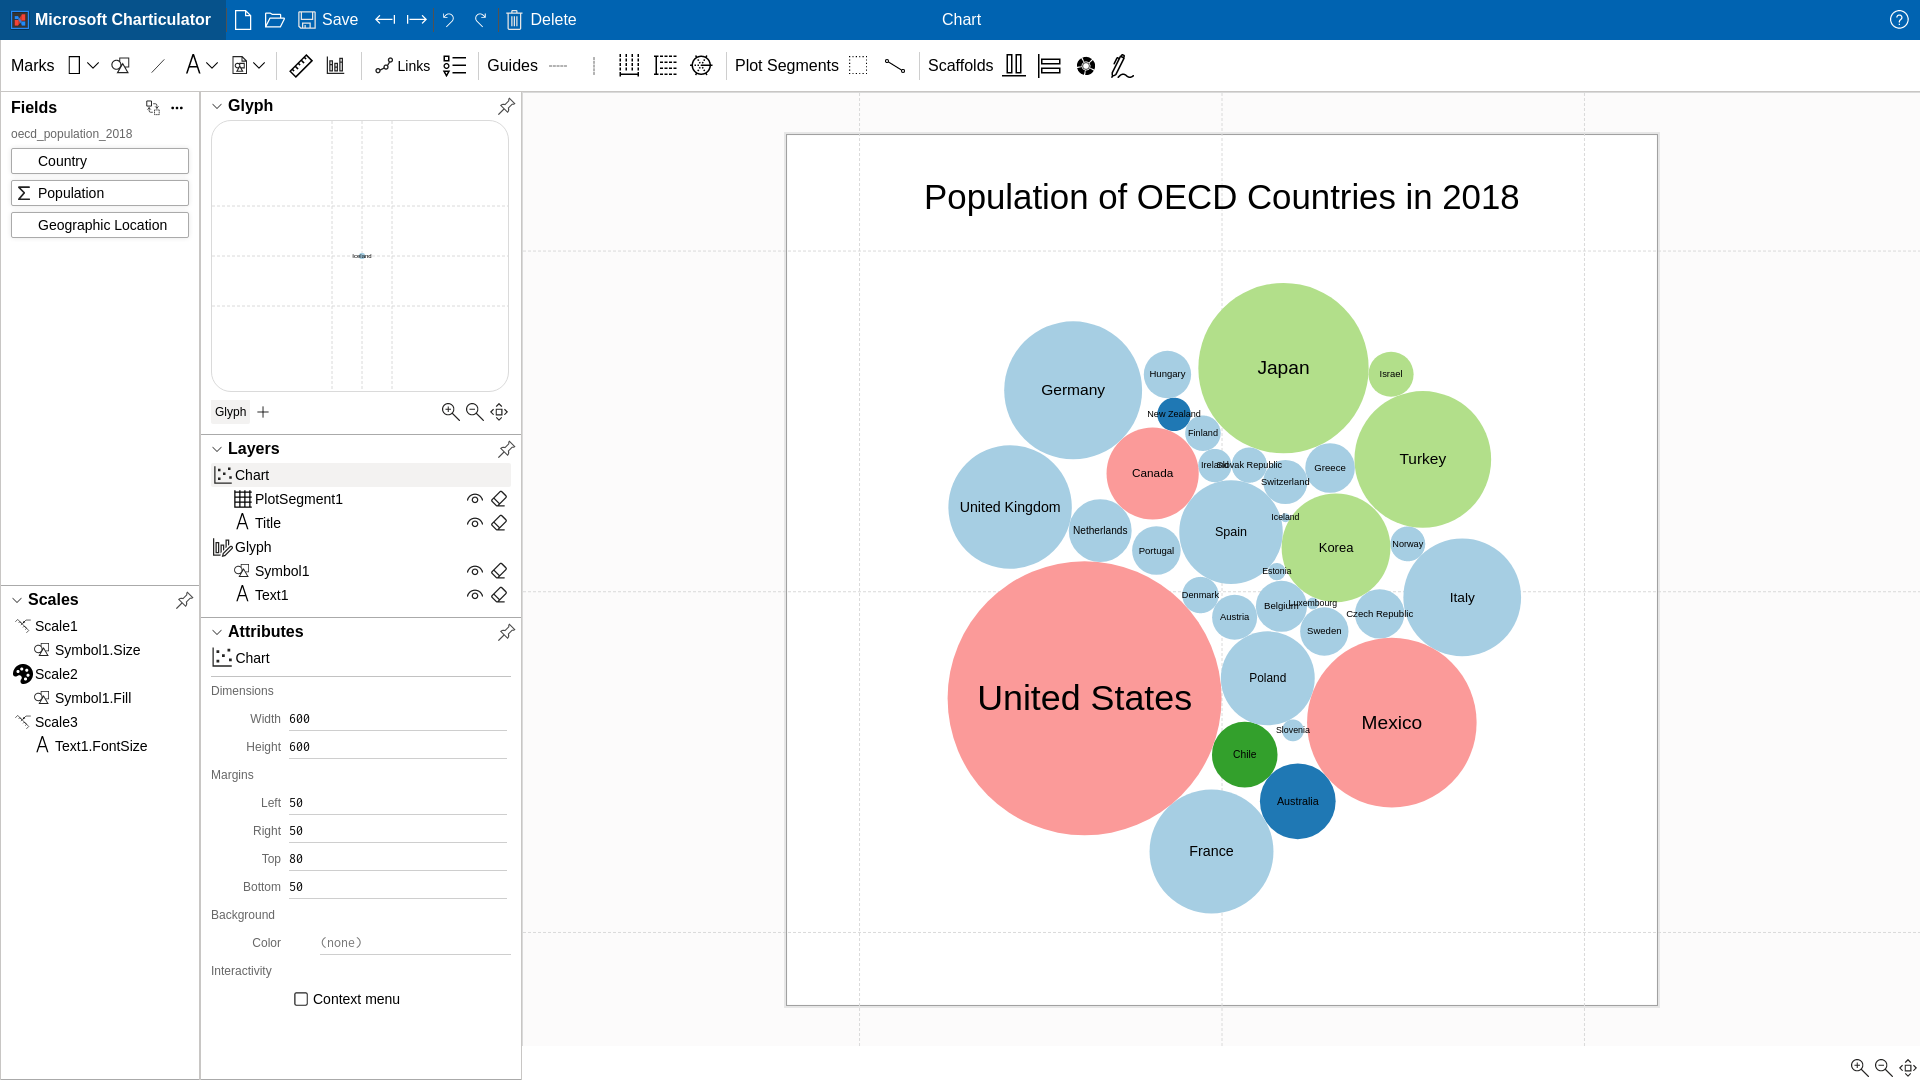 Microsoft Charticulator
Save
Delete
Chart
Marks
Links
Guides
Plot Segments
Scaffolds
Fields
oecd_population_2018
Country
Population
Geographic Location
Scales
Scale1
Symbol1.Size
Scale2
Symbol1.Fill
Scale3
Text1.FontSize
Glyph
Iceland
Glyph
Layers
Chart
PlotSegment1
Title
Glyph
Symbol1
Text1
Attributes
Chart
Dimensions
Width 600
Height 600
Margins
Left 50
Right 50
Top 80
Bottom 50
Background
Color (none)
Interactivity
Context menu
Population of OECD Countries in 2018
Japan
Hungary
Israel
Germany
New Zealand
Finland
Turkey
Ireland
Slovak Republic
Greece
Canada
Switzerland
United Kingdom
Iceland
Netherlands
Spain
Norway
Korea
Portugal
Estonia
Denmark
Italy
Luxembourg
Belgium
Czech Republic
Austria
Sweden
Poland
United States
Mexico
Slovenia
Chile
Australia
France